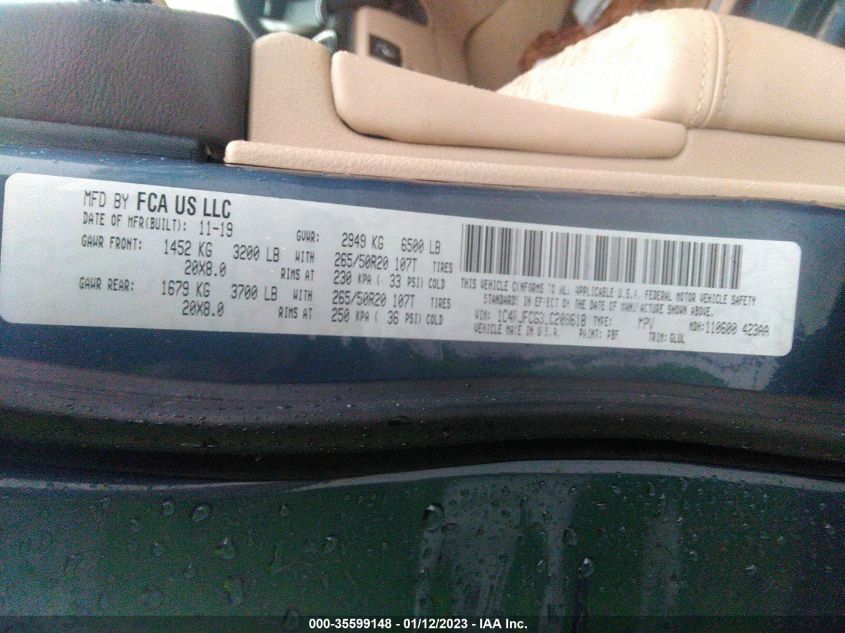 MFD BY FCA US LLC
DATE OF MFR(BUILT): 11-19 GVWR: 2949 KG 6500 LB
GAWR FRONT: 1452 KG 3200 LB WITH 265/50R20 107T TIRES
20X8.0 RIMS AT 230 KPA ( 33 PSI) COLD
GAWR REAR: 1679 KG 3700 LB WITH 265/50R20 107T TIRES
20X8.0 RIMS AT 250 KPA ( 36 PSI) COLD
THIS VEHICLE CONFORMS TO ALL APPLICABLE U.S.A. FEDERAL MOTOR VEHICLE SAFETY
STANDARDS IN EFFECT ON THE DATE OF MANUFACTURE SHOWN ABOVE.
VIN: TYPE: MPV MDH: 110600 423AA
VEHICLE MADE IN U.S.A. PAINT: PBF TRIM: GLUL
000-35599148 - 01/12/2023 - IAA Inc.